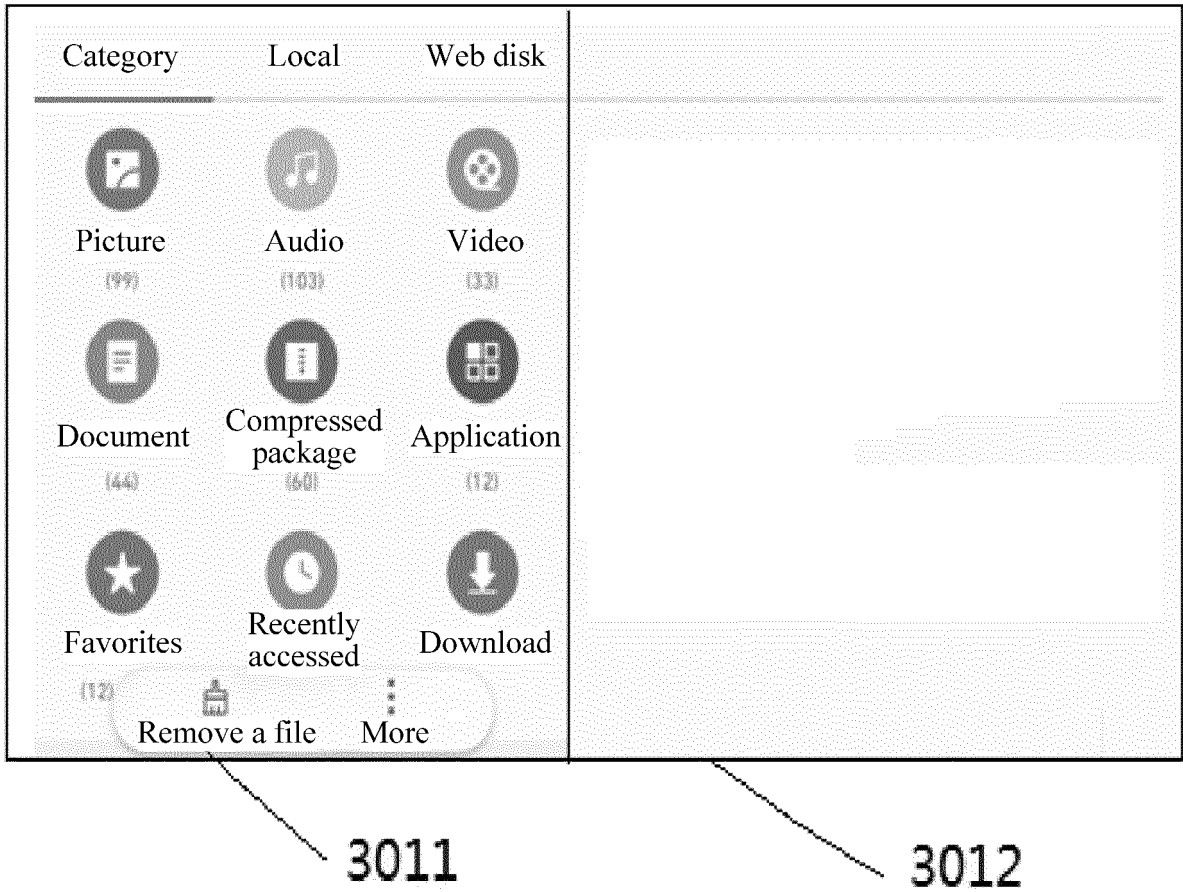 Category Local Web disk
Picture Audio Video
(99) (103) (33)
Document Compressed package Application
(44) (60) (12)
Favorites Recently accessed Download
(12)
Remove a file More
3011 3012